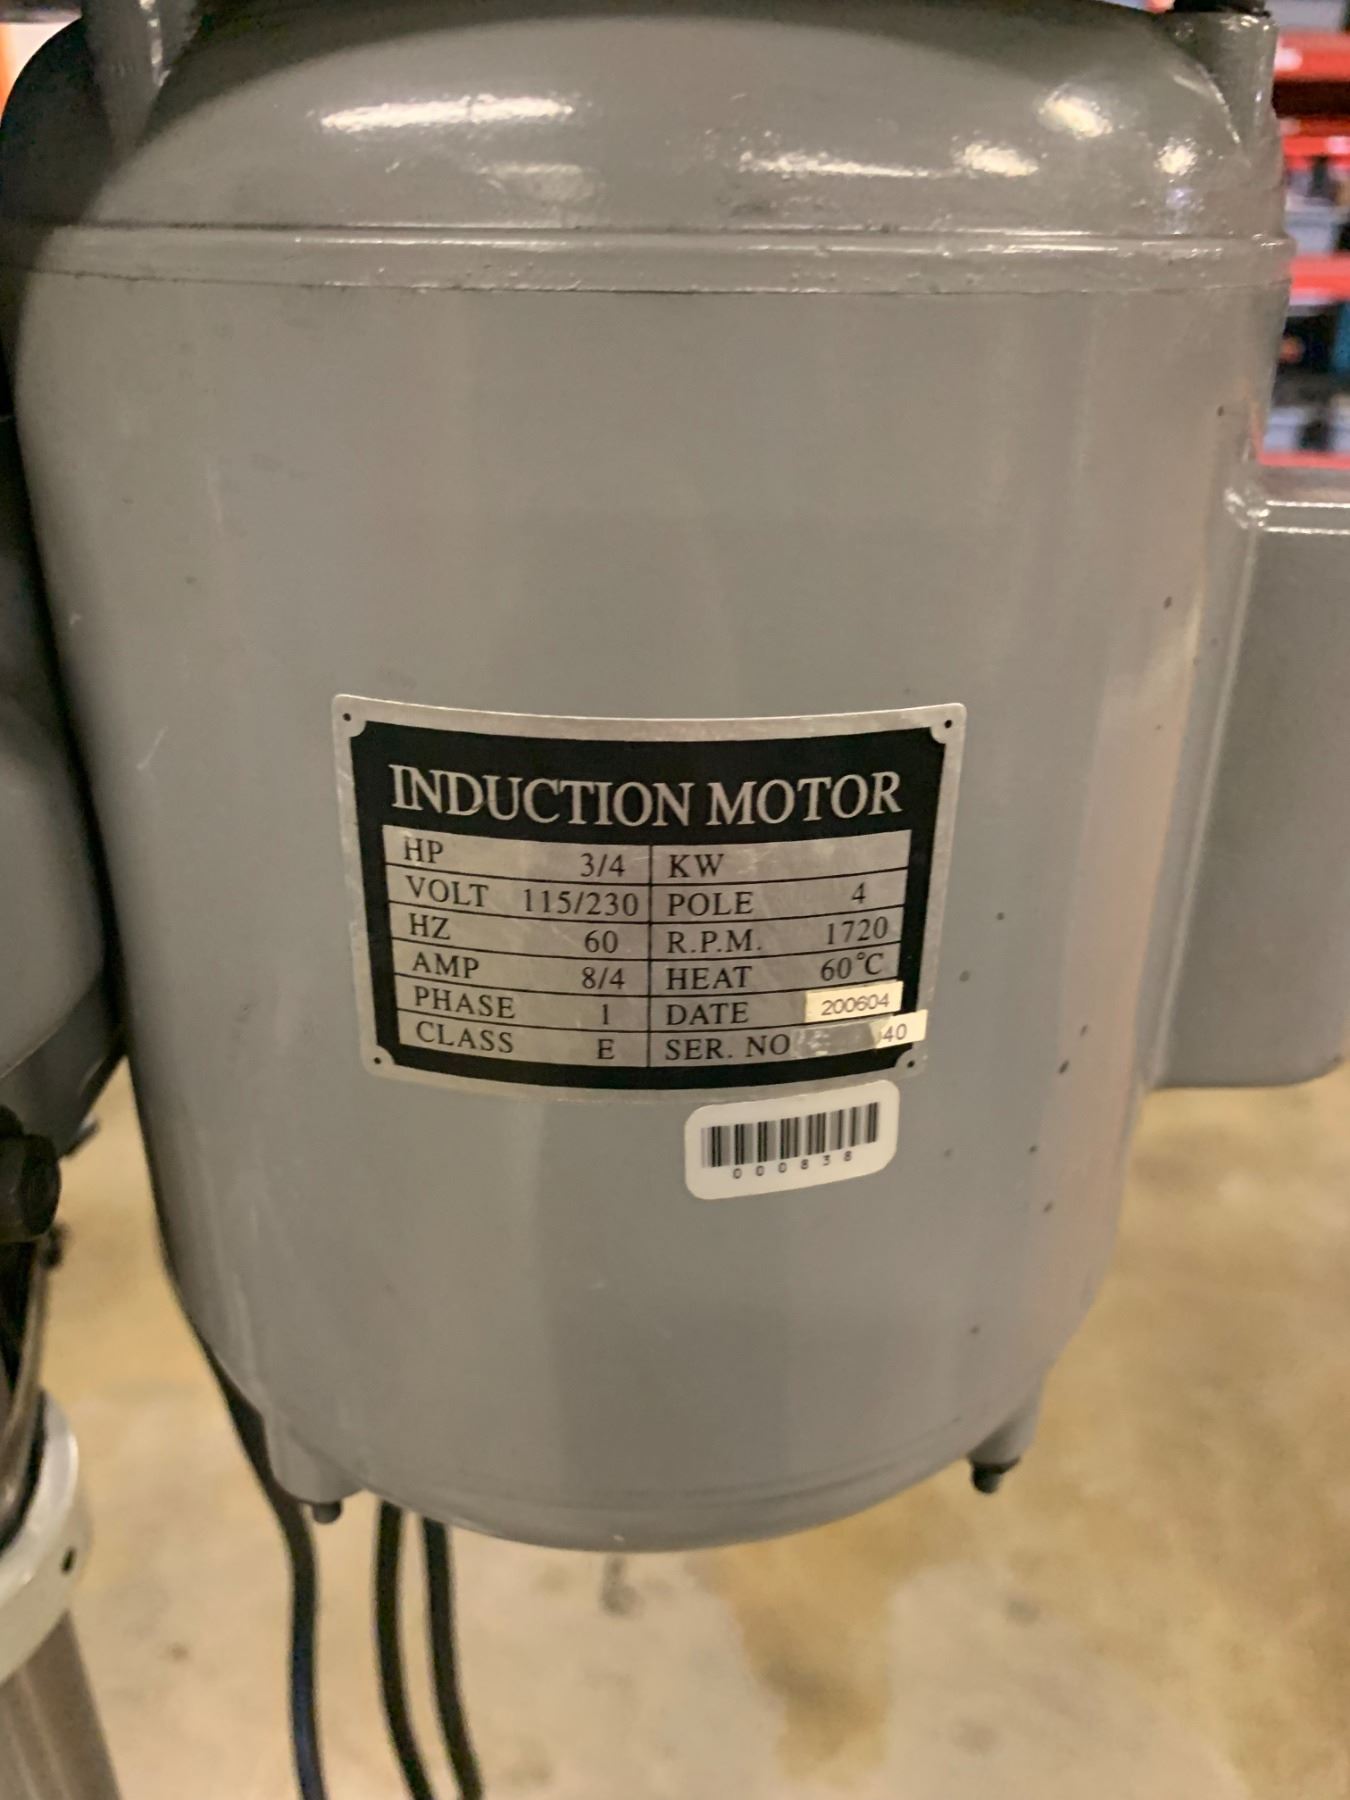 INDUCTION MOTOR
HP 3/4 KW
VOLT 115/230 POLE 4
HZ 60 R.P.M. 1720
AMP 8/4 HEAT 60°C
PHASE 1 DATE 200604
CLASS E SER. NO 40
000838